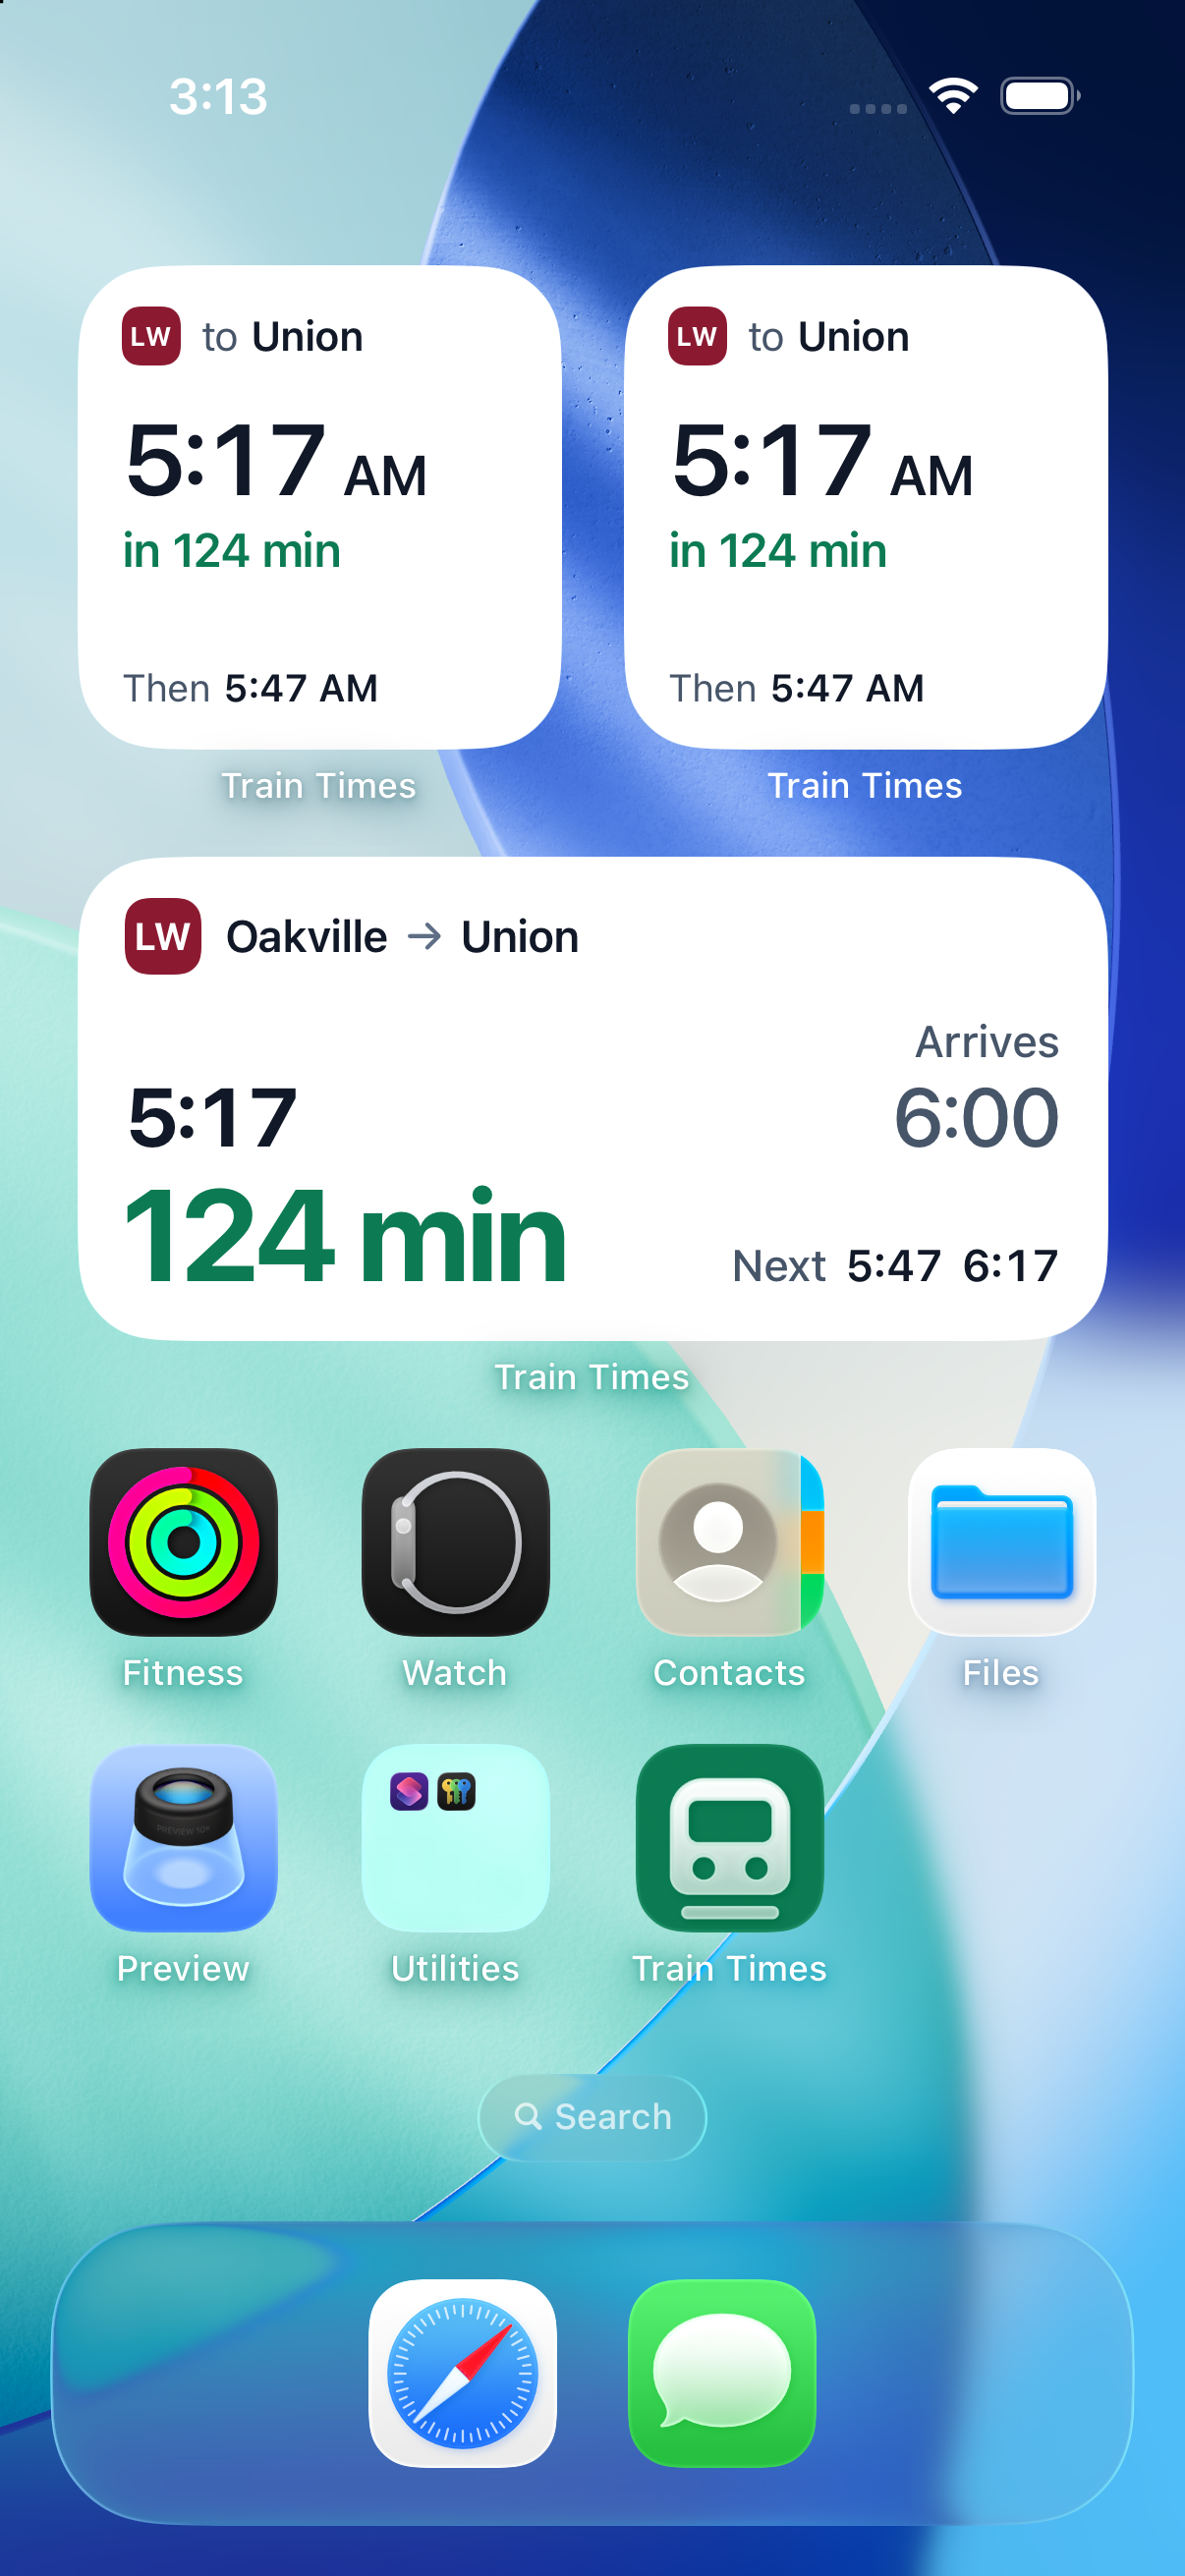 3:13
LW to Union
5:17 AM
in 124 min
Then 5:47 AM
Train Times
LW to Union
5:17 AM
in 124 min
Then 5:47 AM
Train Times
LW Oakville → Union
Arrives
5:17 6:00
124 min Next 5:47 6:17
Train Times
Fitness Watch Contacts Files
PREVIEW 10×
Preview Utilities Train Times
Search